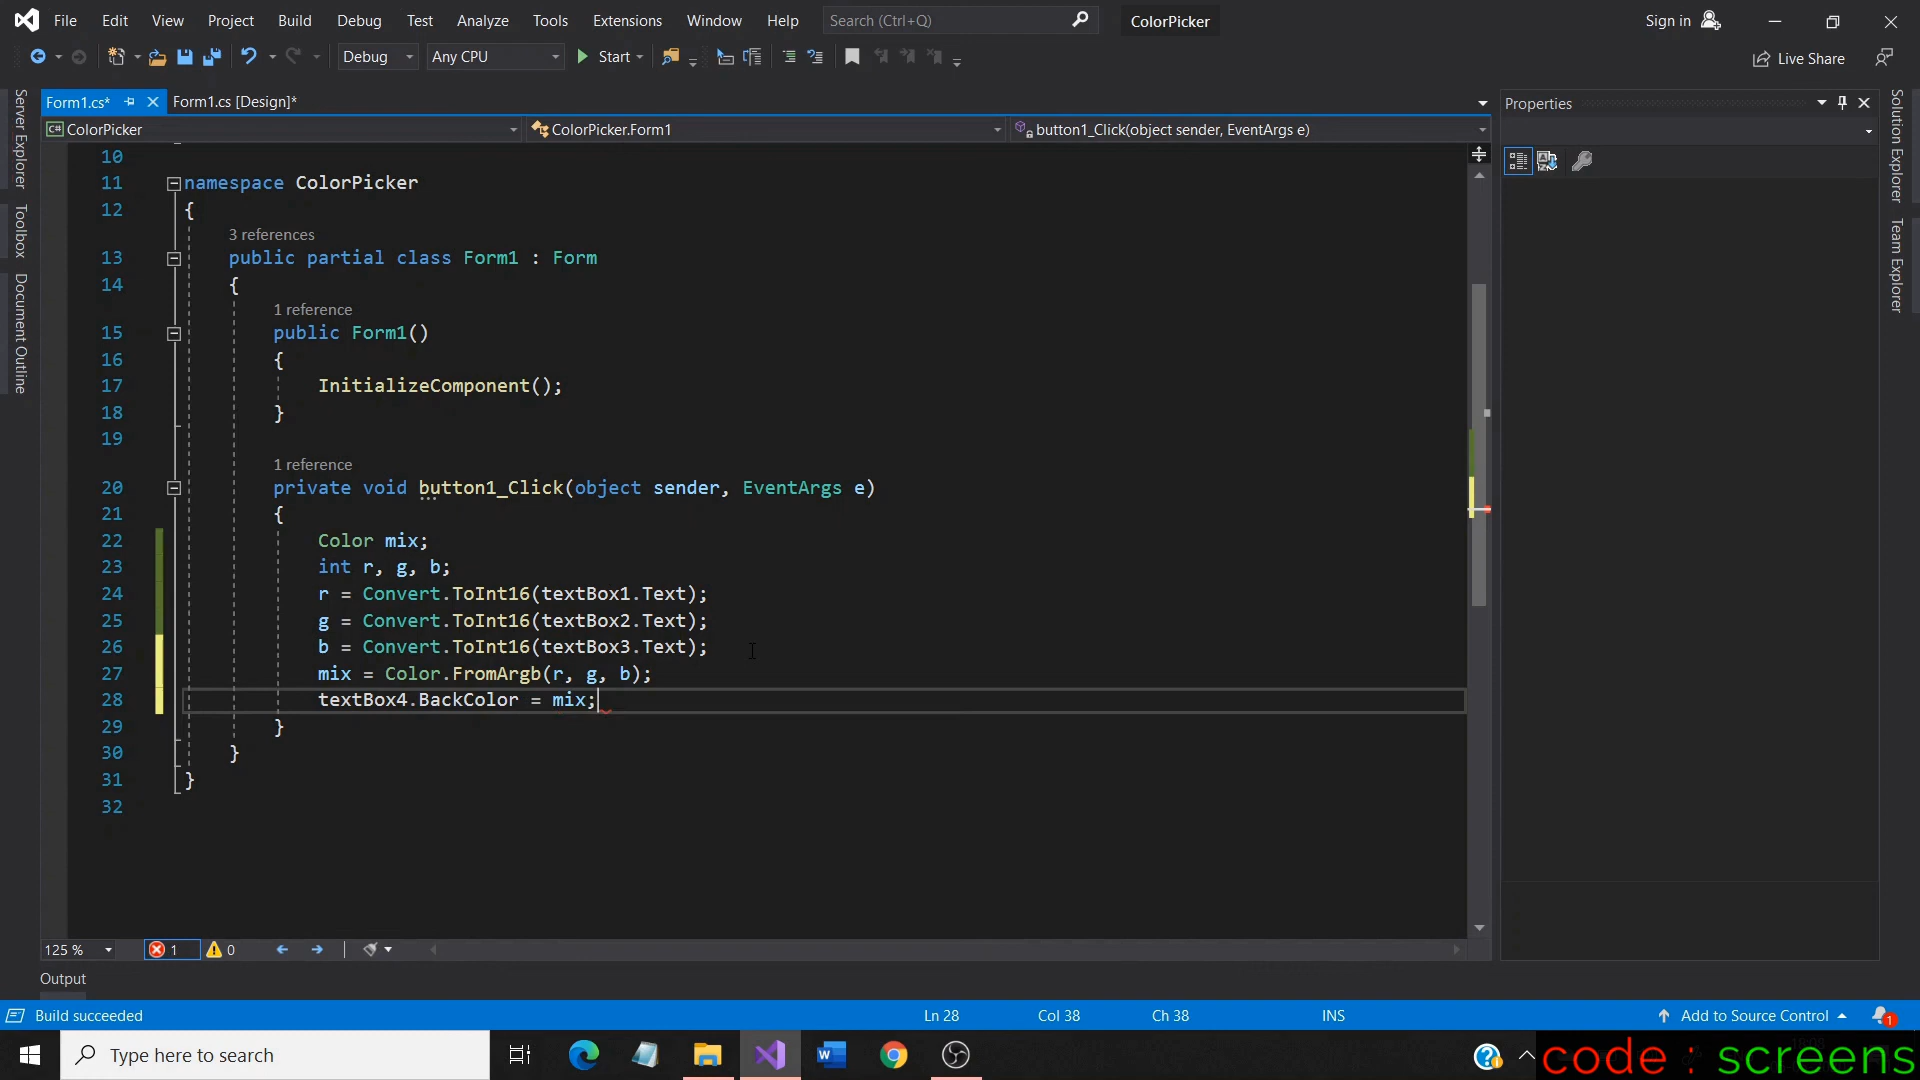 File Edit View Project Build Debug Test Analyze Tools Extensions Window Help Search (Ctrl+Q) ColorPicker Sign in
Debug Any CPU Start Live Share
Form1.cs* Form1.cs [Design]* Properties
C# ColorPicker ColorPicker.Form1 button1_Click(object sender, EventArgs e)
Server Explorer
Toolbox
Document Outline
Solution Explorer
Team Explorer
10
11 namespace ColorPicker
12 {
3 references
13 public partial class Form1 : Form
14 {
1 reference
15 public Form1()
16 {
17 InitializeComponent();
18 }
19
1 reference
20 private void button1_Click(object sender, EventArgs e)
21 {
22 Color mix;
23 int r, g, b;
24 r = Convert.ToInt16(textBox1.Text);
25 g = Convert.ToInt16(textBox2.Text);
26 b = Convert.ToInt16(textBox3.Text);
27 mix = Color.FromArgb(r, g, b);
28 textBox4.BackColor = mix;
29 }
30 }
31 }
32
125 % 1 0
Output
Build succeeded Ln 28 Col 38 Ch 38 INS Add to Source Control 1
Type here to search code : screens